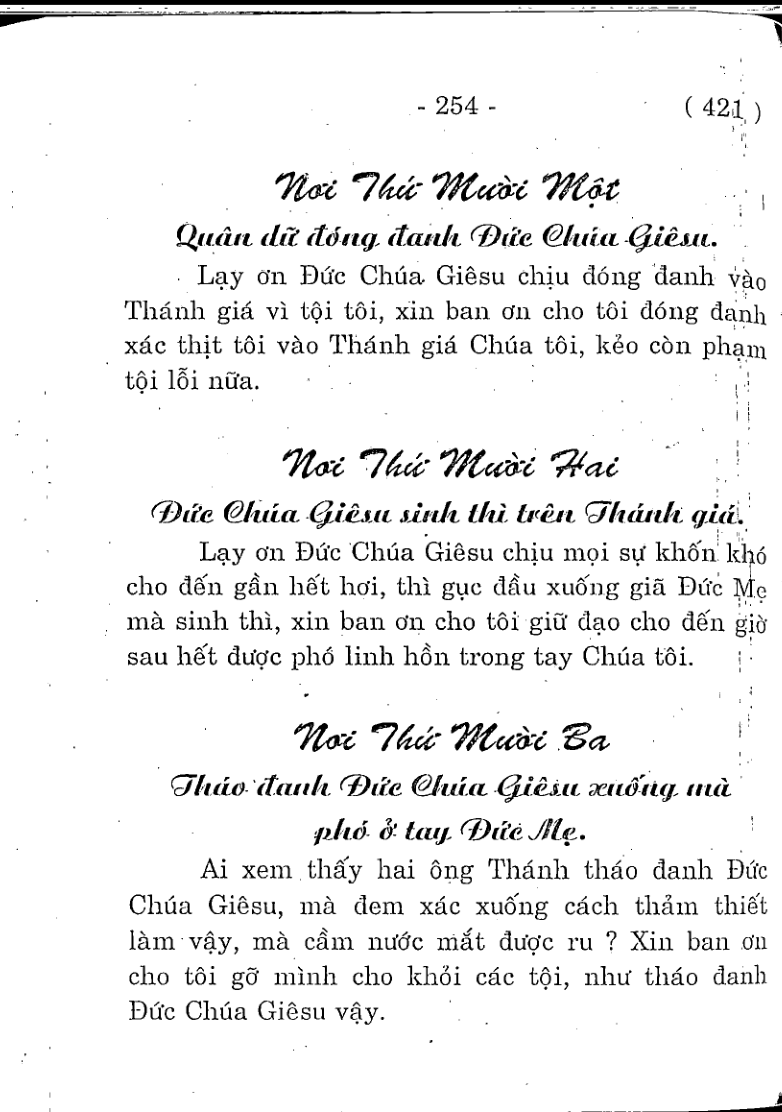 - 254 -
( 421 )
Nơi Thứ Mười Một
Quân dữ đóng đanh Đức Chúa Giêsu.
Lạy ơn Đức Chúa Giêsu chịu đóng đanh vào
Thánh giá vì tội tôi, xin ban ơn cho tôi đóng đanh
xác thịt tôi vào Thánh giá Chúa tôi, kẻo còn phạm
tội lỗi nữa.
Nơi Thứ Mười Hai
Đức Chúa Giêsu sinh thì trên Thánh giá.
Lạy ơn Đức Chúa Giêsu chịu mọi sự khốn khó
cho đến gần hết hơi, thì gục đầu xuống giã Đức Mẹ
mà sinh thì, xin ban ơn cho tôi giữ đạo cho đến giờ
sau hết được phó linh hồn trong tay Chúa tôi.
Nơi Thứ Mười Ba
Tháo đanh Đức Chúa Giêsu xuống mà
phó ở tay Đức Mẹ.
Ai xem thấy hai ông Thánh tháo đanh Đức
Chúa Giêsu, mà đem xác xuống cách thảm thiết
làm vậy, mà cầm nước mắt được ru ? Xin ban ơn
cho tôi gỡ mình cho khỏi các tội, như tháo đanh
Đức Chúa Giêsu vậy.